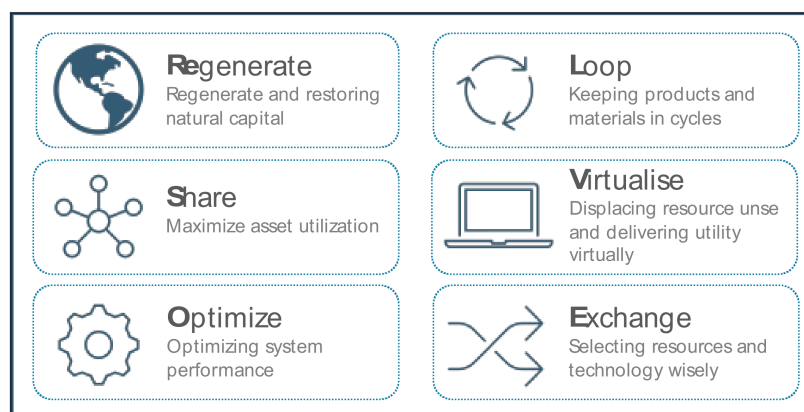 Regenerate
Regenerate and restoring
natural capital
Loop
Keeping products and
materials in cycles
Share
Maximize asset utilization
Virtualise
Displacing resource unse
and delivering utility
virtually
Optimize
Optimizing system
performance
Exchange
Selecting resources and
technology wisely